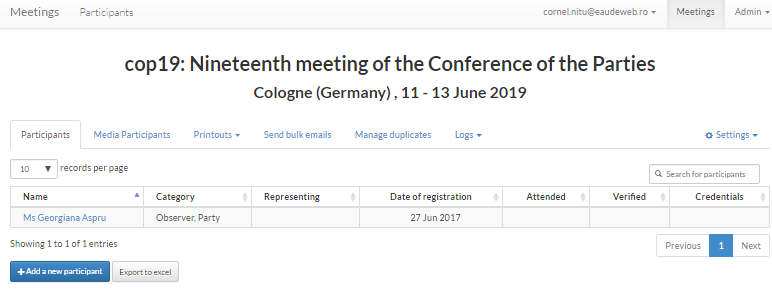 Meetings Participants cornel.nitu@eaudeweb.ro Meetings Admin
cop19: Nineteenth meeting of the Conference of the Parties
Cologne (Germany) , 11 - 13 June 2019
Participants Media Participants Printouts Send bulk emails Manage duplicates Logs Settings
10 records per page Search for participants
Name Category Representing Date of registration Attended Verified Credentials
Ms Georgiana Aspru Observer, Party 27 Jun 2017
Showing 1 to 1 of 1 entries Previous 1 Next
+ Add a new participant Export to excel